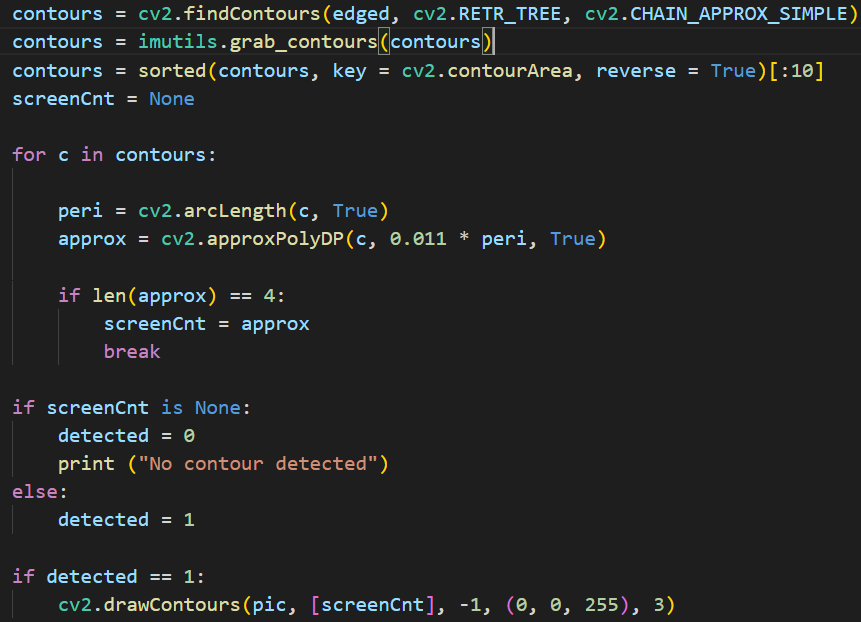 contours = cv2.findContours(edged, cv2.RETR_TREE, cv2.CHAIN_APPROX_SIMPLE)
contours = imutils.grab_contours(contours)
contours = sorted(contours, key = cv2.contourArea, reverse = True)[:10]
screenCnt = None

for c in contours:

    peri = cv2.arcLength(c, True)
    approx = cv2.approxPolyDP(c, 0.011 * peri, True)

    if len(approx) == 4:
        screenCnt = approx
        break

if screenCnt is None:
    detected = 0
    print ("No contour detected")
else:
    detected = 1

if detected == 1:
    cv2.drawContours(pic, [screenCnt], -1, (0, 0, 255), 3)